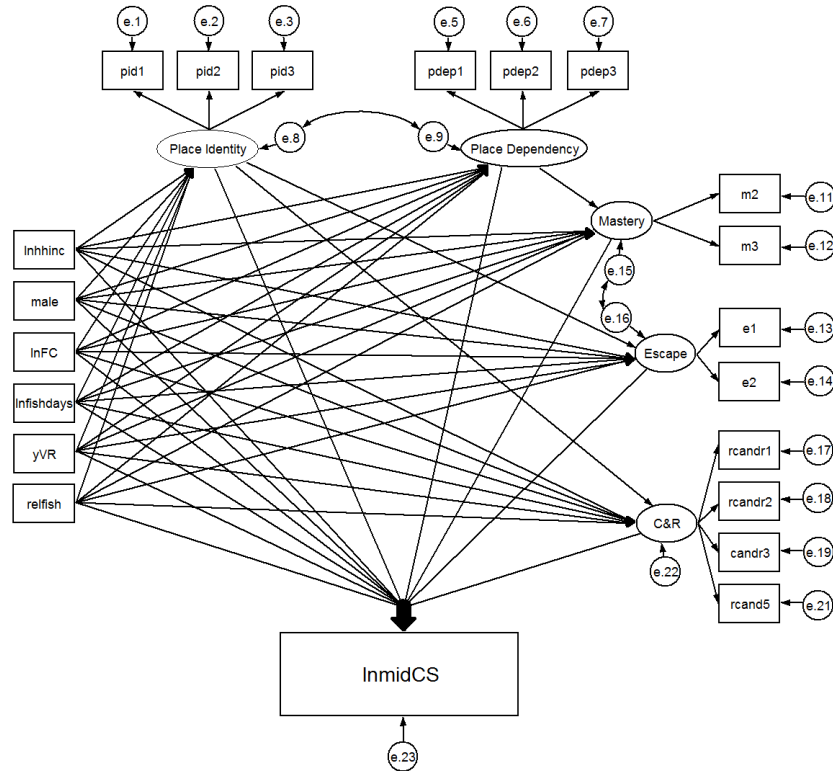 e.1 e.2 e.3 e.5 e.6 e.7
pid1 pid2 pid3 pdep1 pdep2 pdep3
e.8 e.9
Place Identity Place Dependency
m2 e.11
Mastery
lnhhinc m3 e.12
e.15
male
e.16 e1 e.13
lnFC Escape
e2 e.14
lnfishdays
yVR rcandr1 e.17
relfish rcandr2 e.18
C&R
candr3 e.19
e.22
rcand5 e.21
lnmidCS
e.23